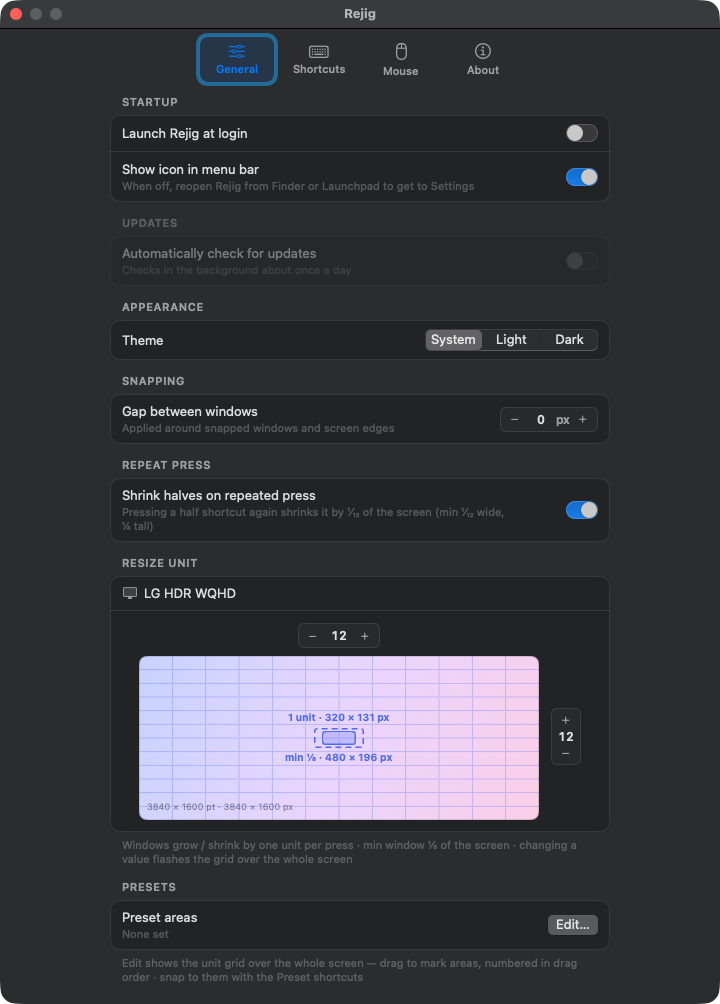 Rejig
General
Shortcuts
Mouse
About
STARTUP
Launch Rejig at login
Show icon in menu bar
When off, reopen Rejig from Finder or Launchpad to get to Settings
UPDATES
Automatically check for updates
Checks in the background about once a day
APPEARANCE
Theme
System
Light
Dark
SNAPPING
Gap between windows
Applied around snapped windows and screen edges
− 0 px +
REPEAT PRESS
Shrink halves on repeated press
Pressing a half shortcut again shrinks it by ¹⁄₁₂ of the screen (min ¹⁄₁₂ wide,
¼ tall)
RESIZE UNIT
LG HDR WQHD
− 12 +
1 unit · 320 × 131 px
min ⅛ · 480 × 196 px
3840 × 1600 pt · 3840 × 1600 px
+
12
−
Windows grow / shrink by one unit per press · min window ⅛ of the screen · changing a
value flashes the grid over the whole screen
PRESETS
Preset areas
None set
Edit...
Edit shows the unit grid over the whole screen — drag to mark areas, numbered in drag
order · snap to them with the Preset shortcuts